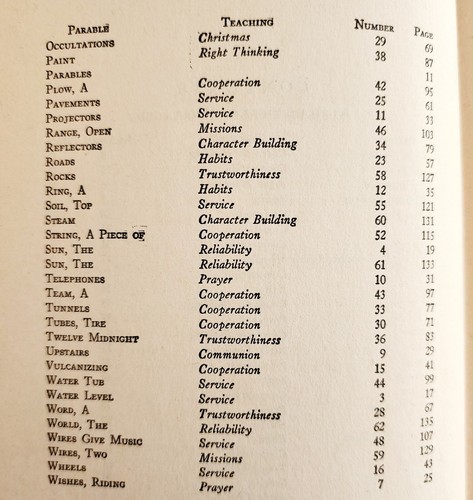 PARABLE TEACHING NUMBER PAGE
OCCULTATIONS Christmas 29 69
PAINT Right Thinking 38 87
PARABLES 11
PLOW, A Cooperation 42 95
PAVEMENTS Service 25 61
PROJECTORS Service 11 33
RANGE, OPEN Missions 46 103
REFLECTORS Character Building 34 79
ROADS Habits 23 57
ROCKS Trustworthiness 58 127
RING, A Habits 12 35
SOIL, TOP Service 55 121
STEAM Character Building 60 131
STRING, A PIECE OF Cooperation 52 115
SUN, THE Reliability 4 19
SUN, THE Reliability 61 133
TELEPHONES Prayer 10 31
TEAM, A Cooperation 43 97
TUNNELS Cooperation 33 77
TUBES, TIRE Cooperation 30 71
TWELVE MIDNIGHT Trustworthiness 36 83
UPSTAIRS Communion 9 29
VULCANIZING Cooperation 15 41
WATER TUB Service 44 99
WATER LEVEL Service 3 17
WORD, A Trustworthiness 28 67
WORLD, THE Reliability 62 135
WIRES GIVE MUSIC Service 48 107
WIRES, TWO Missions 59 129
WHEELS Service 16 43
WISHES, RIDING Prayer 7 25